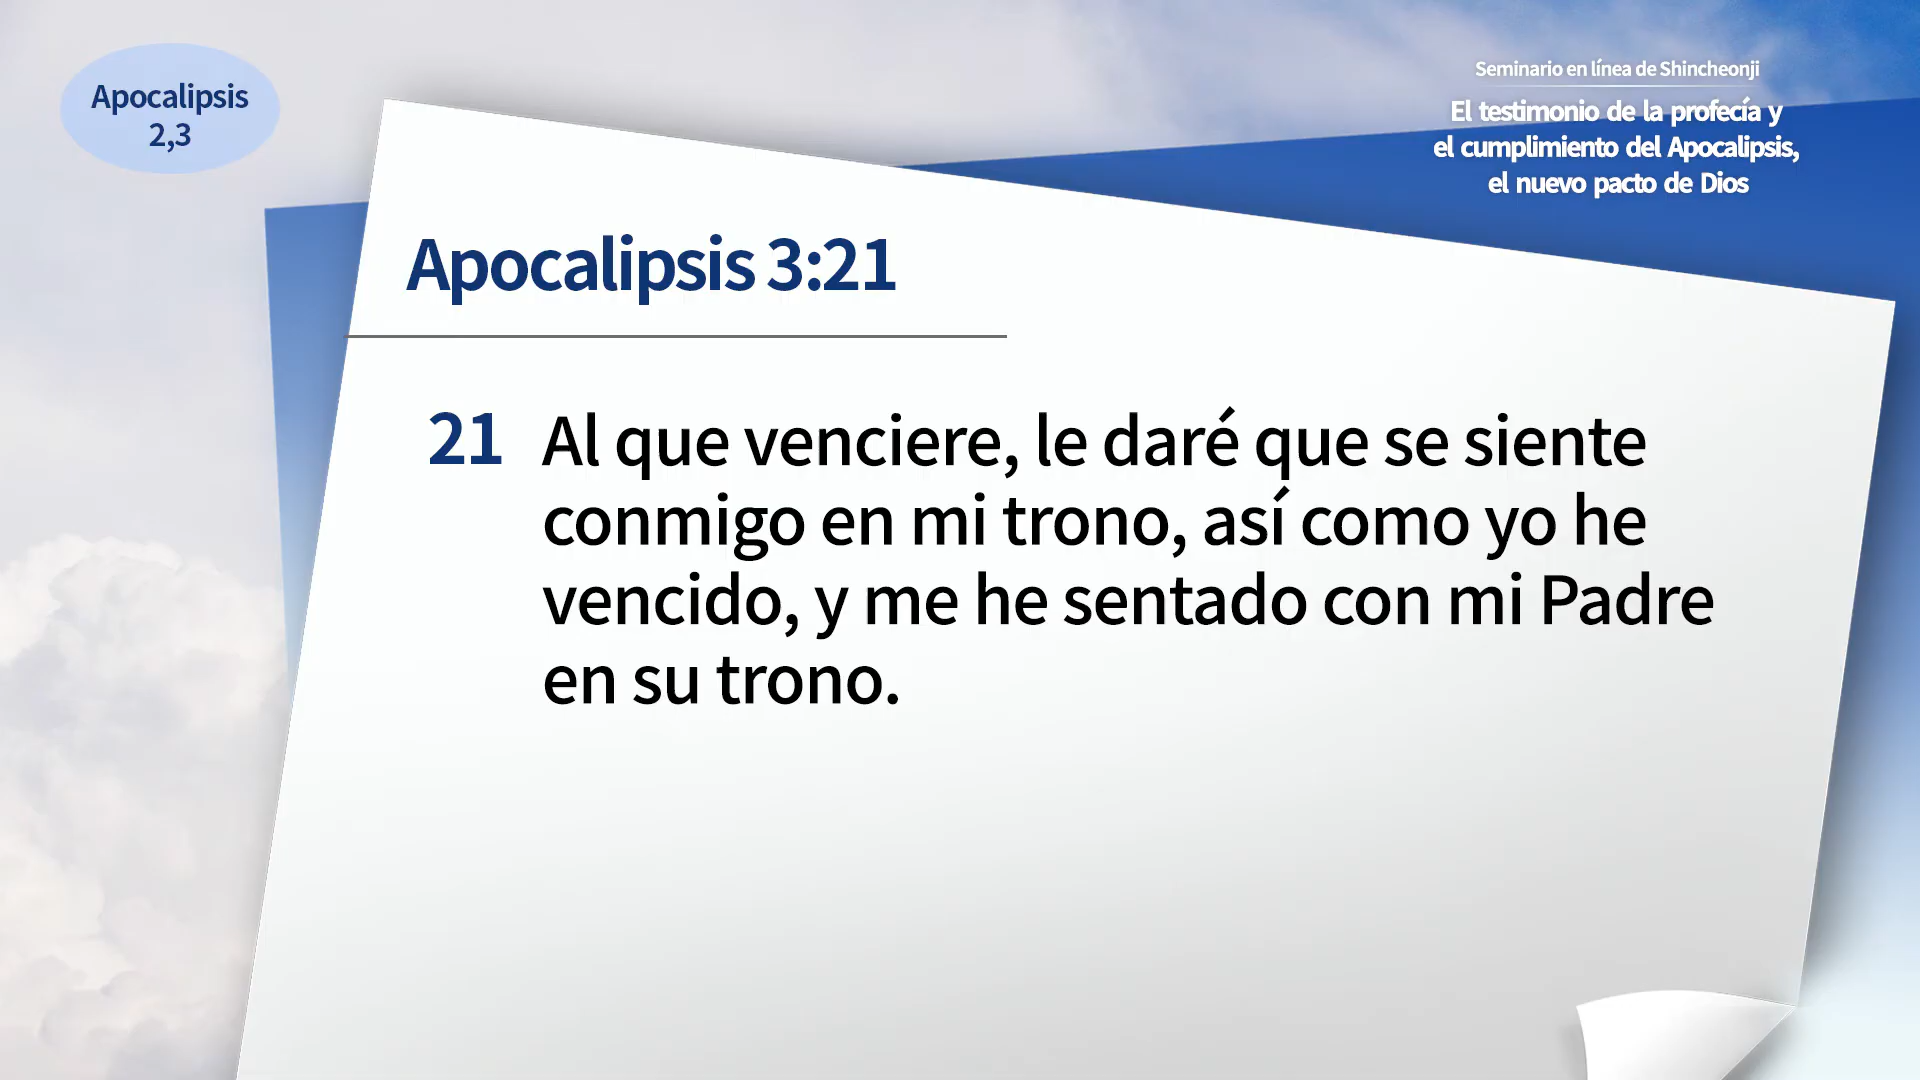 Apocalipsis
2,3
Seminario en línea de Shincheonji
El testimonio de la profecía y
el cumplimiento del Apocalipsis,
el nuevo pacto de Dios
Apocalipsis 3:21
21 Al que venciere, le daré que se siente
conmigo en mi trono, así como yo he
vencido, y me he sentado con mi Padre
en su trono.